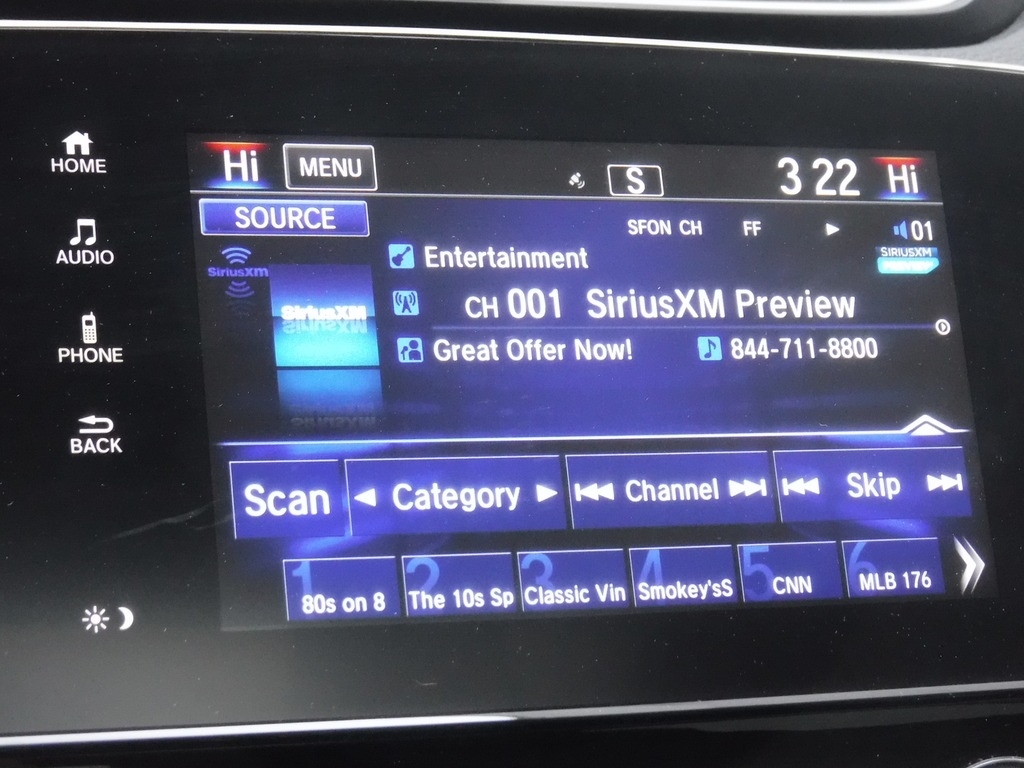 HOME
AUDIO
PHONE
BACK
Hi MENU S 3 22 Hi
SOURCE
SFON CH FF 01
SiriusXM
SIRIUSXM
SiriusXM
Entertainment
CH 001 SiriusXM Preview
Great Offer Now! 844-711-8800
Scan Category Channel Skip
1 80s on 8
2 The 10s Sp
3 Classic Vin
4 Smokey'sS
5 CNN
6 MLB 176